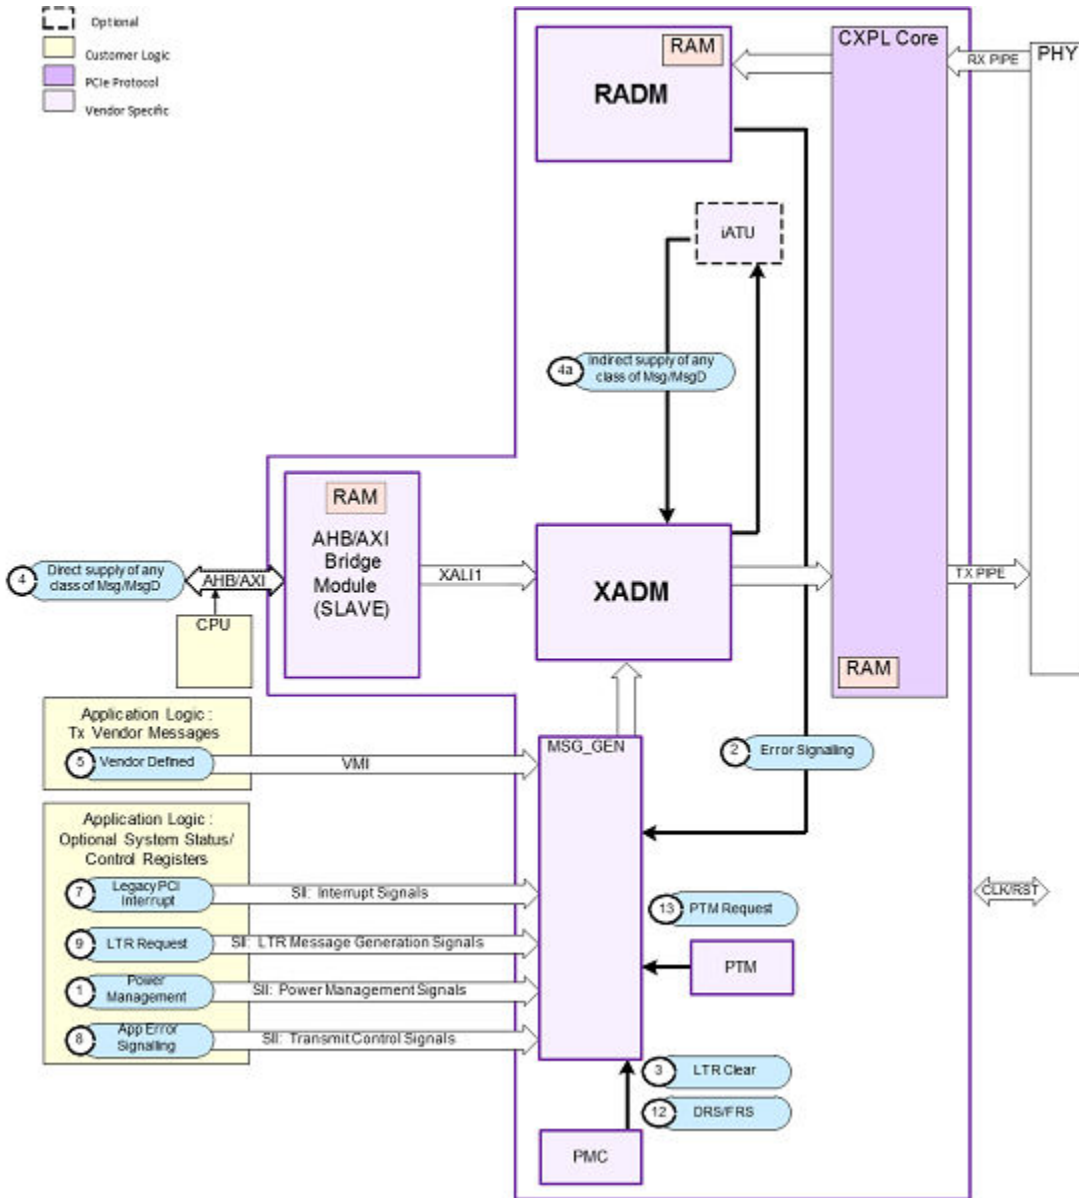 Optional
Customer Logic
PCIe Protocol
Vendor Specific
RAM
RADM
CXPL Core
RX PIPE
PHY
iATU
4a
Indirect supply of any
class of Msg/MsgD
RAM
AHB/AXI
Bridge
Module
(SLAVE)
4
Direct supply of any
class of Msg/MsgD
AHB/AXI
XALI1
XADM
TX PIPE
CPU
RAM
Application Logic :
Tx Vendor Messages
5
Vendor Defined
VMI
MSG_GEN
2
Error Signalling
Application Logic :
Optional System Status/
Control Registers
7
Legacy PCI
Interrupt
SII: Interrupt Signals
CLK/RST
13
PTM Request
9
LTR Request
SII: LTR Message Generation Signals
PTM
1
Power
Management
SII: Power Management Signals
8
App Error
Signalling
SII: Transmit Control Signals
3
LTR Clear
12
DRS/FRS
PMC